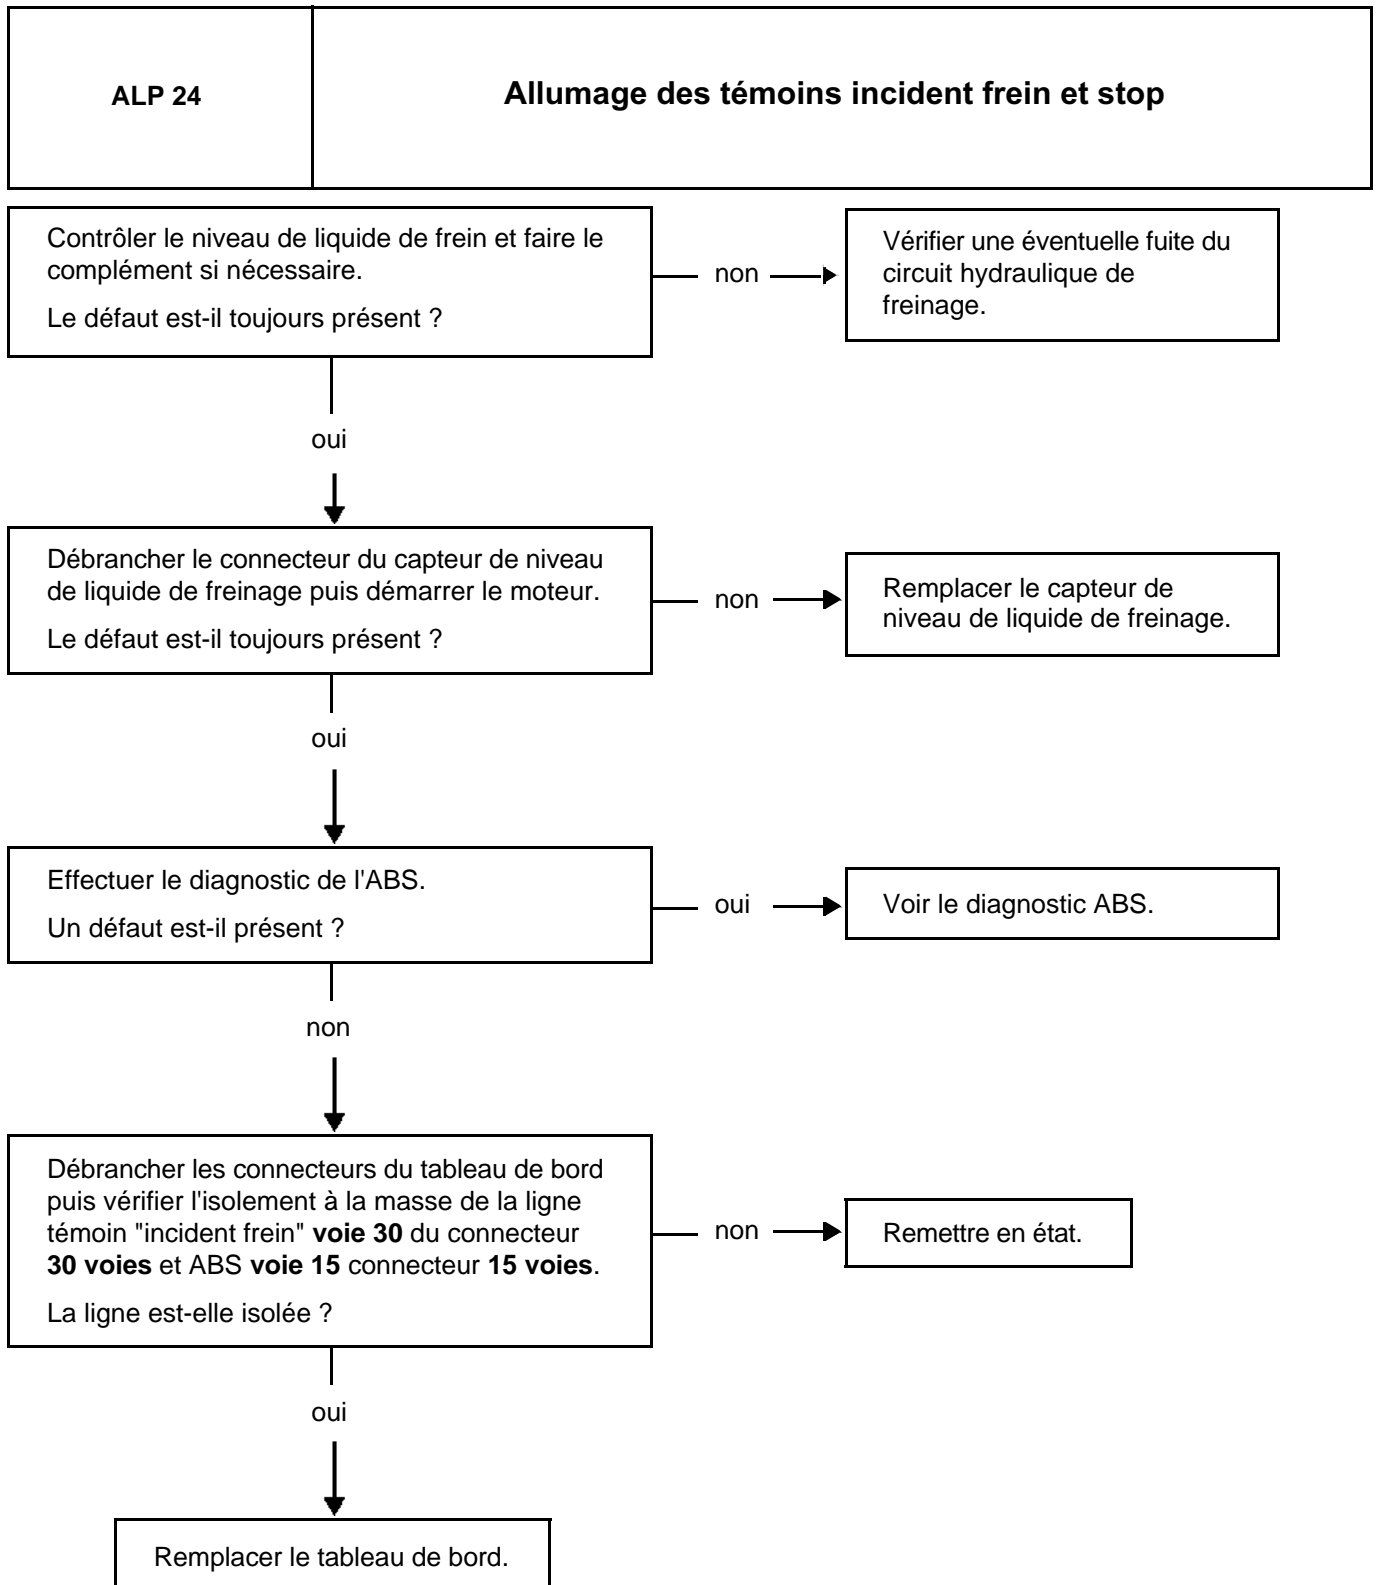 ALP 24
Allumage des témoins incident frein et stop
Contrôler le niveau de liquide de frein et faire le
complément si nécessaire.
Le défaut est-il toujours présent ?
non
Vérifier une éventuelle fuite du
circuit hydraulique de
freinage.
oui
Débrancher le connecteur du capteur de niveau
de liquide de freinage puis démarrer le moteur.
Le défaut est-il toujours présent ?
non
Remplacer le capteur de
niveau de liquide de freinage.
oui
Effectuer le diagnostic de l'ABS.
Un défaut est-il présent ?
oui
Voir le diagnostic ABS.
non
Débrancher les connecteurs du tableau de bord
puis vérifier l'isolement à la masse de la ligne
témoin "incident frein" voie 30 du connecteur
30 voies et ABS voie 15 connecteur 15 voies.
La ligne est-elle isolée ?
non
Remettre en état.
oui
Remplacer le tableau de bord.